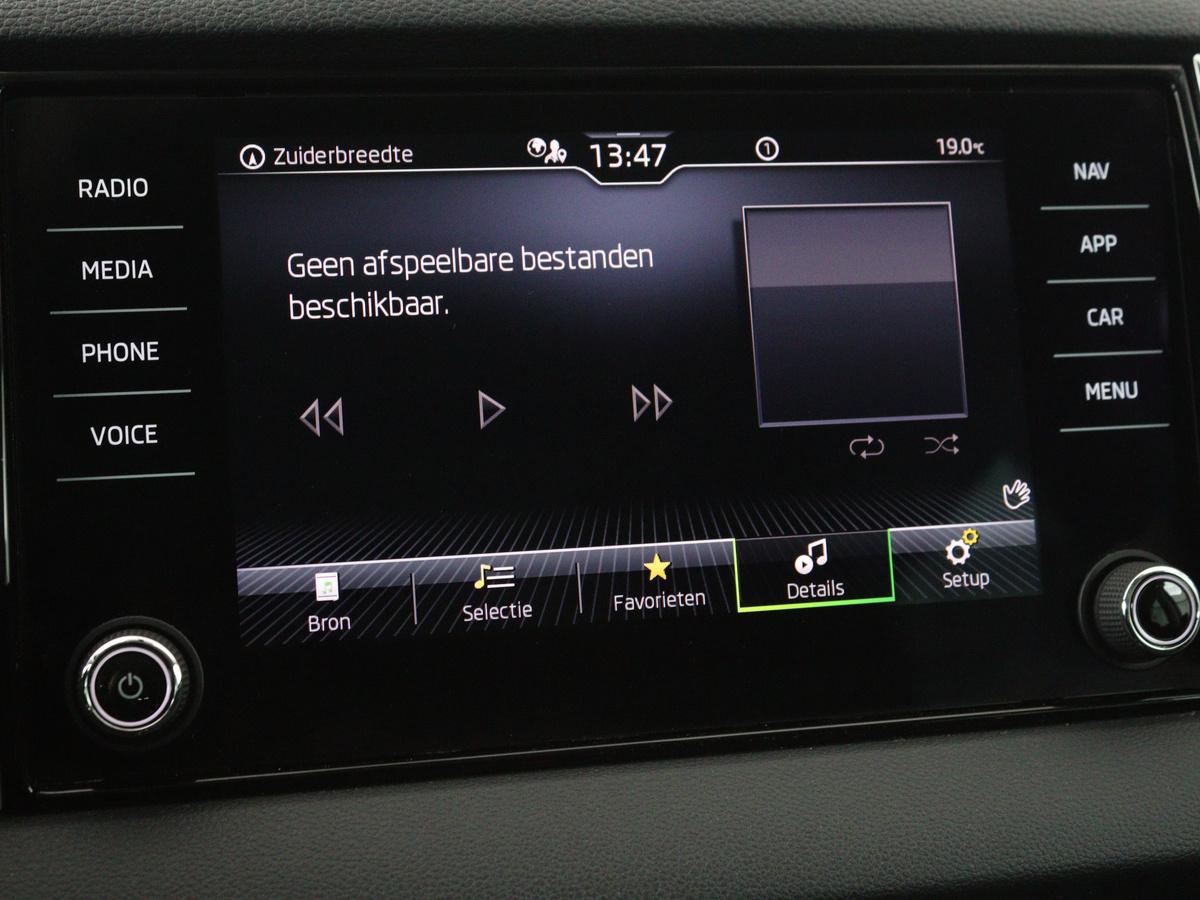 Zuiderbreedte 13:47 1 19.0°C
RADIO
MEDIA
PHONE
VOICE
Geen afspeelbare bestanden
beschikbaar.
Bron Selectie Favorieten Details Setup
NAV
APP
CAR
MENU